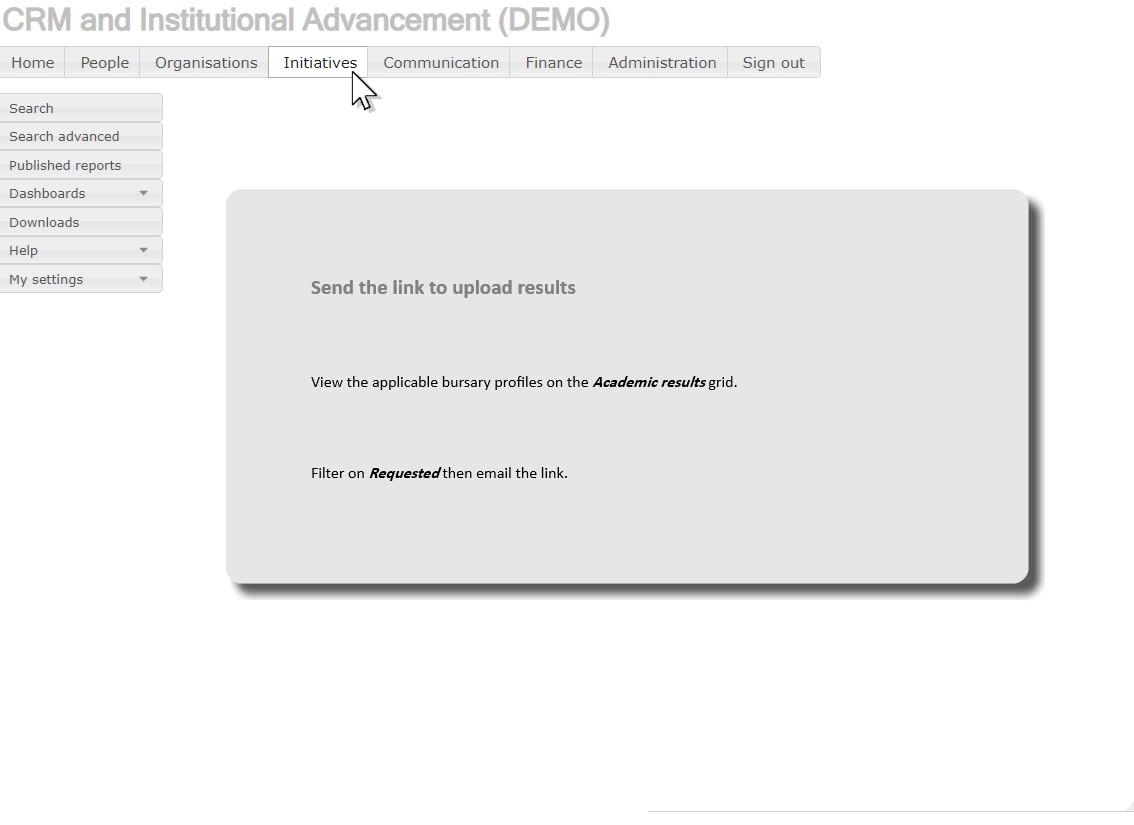 CRM and Institutional Advancement (DEMO)
Home People Organisations Initiatives Communication Finance Administration Sign out
Search
Search advanced
Published reports
Dashboards
Downloads
Help
My settings
Send the link to upload results
View the applicable bursary profiles on the Academic results grid.
Filter on Requested then email the link.